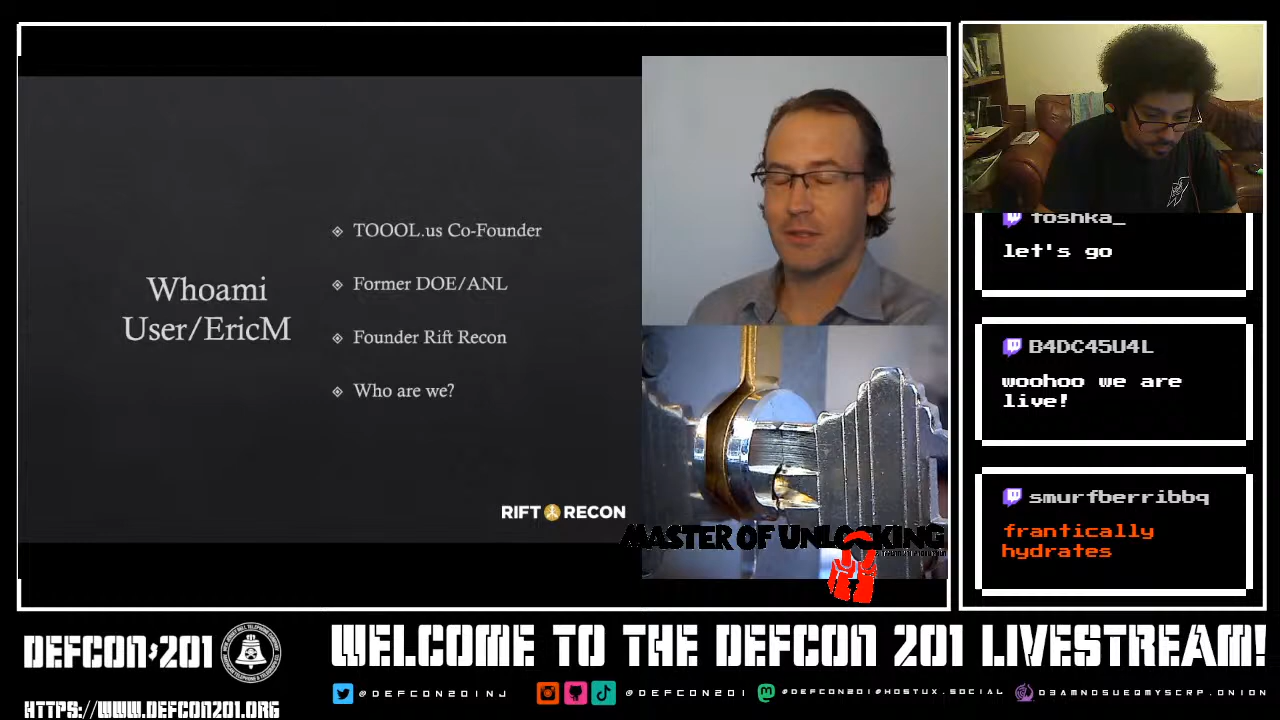 Whoami
User/EricM
TOOOL.us Co-Founder
Former DOE/ANL
Founder Rift Recon
Who are we?
RIFT RECON
MASTER OF UNLOCKING
foshka_
let's go
B4DC45U4L
woohoo we are
live!
smurfberribbq
frantically
hydrates
DEFCON 201
WELCOME TO THE DEFCON 201 LIVESTREAM!
HTTPS://WWW.DEFCON201.ORG
@DEFCON201NJ
@DEFCON201
@DEFCON201@HOSTUX.SOCIAL